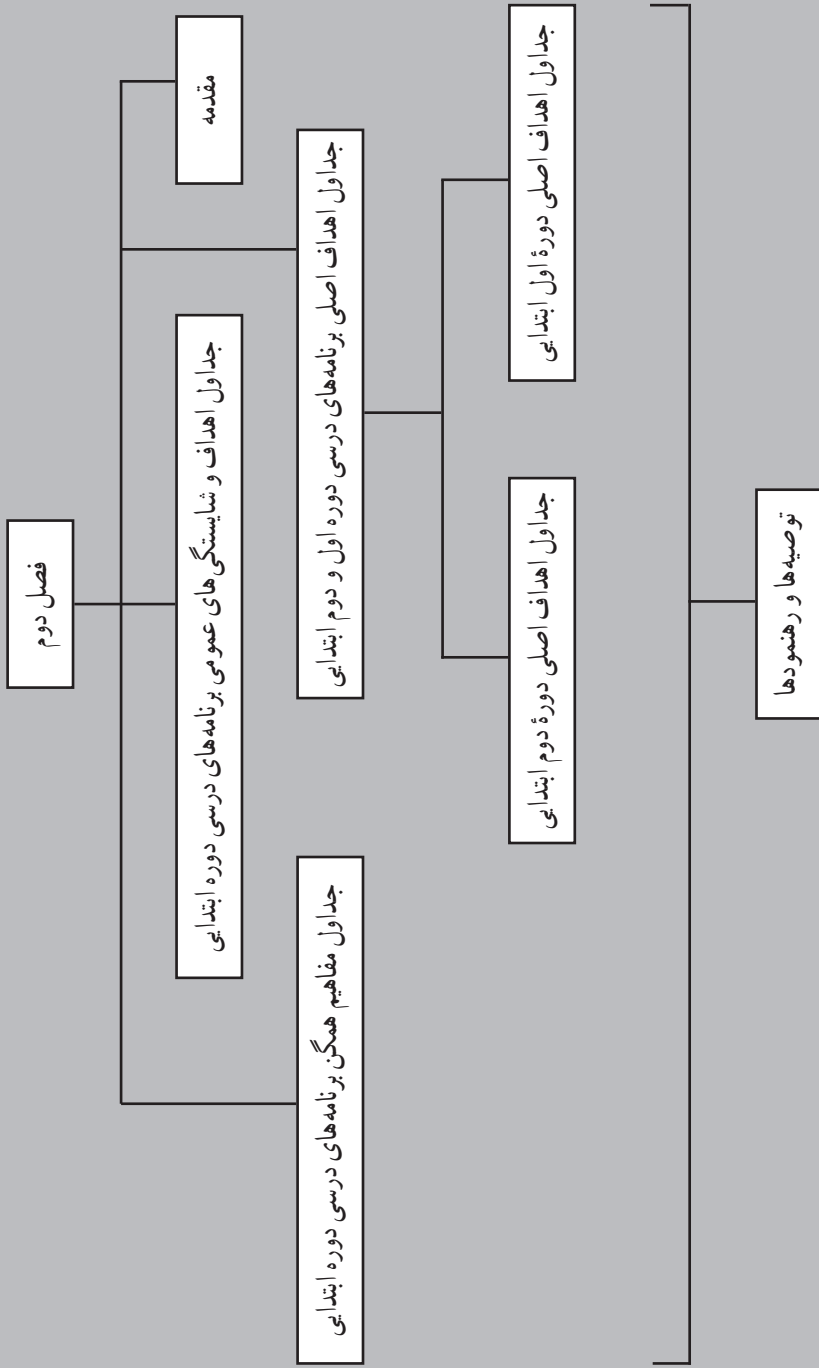 فصل دوم
مقدمه
جداول اهداف و شایستگی‌های عمومی برنامه‌های درسی دوره ابتدایی
جداول اهداف اصلی برنامه‌های درسی دوره اول و دوم ابتدایی
جداول مفاهیم همگن برنامه‌های درسی دوره ابتدایی
جداول اهداف اصلی دورهٔ اول ابتدایی
جداول اهداف اصلی دورهٔ دوم ابتدایی
توصیه‌ها و رهنمودها